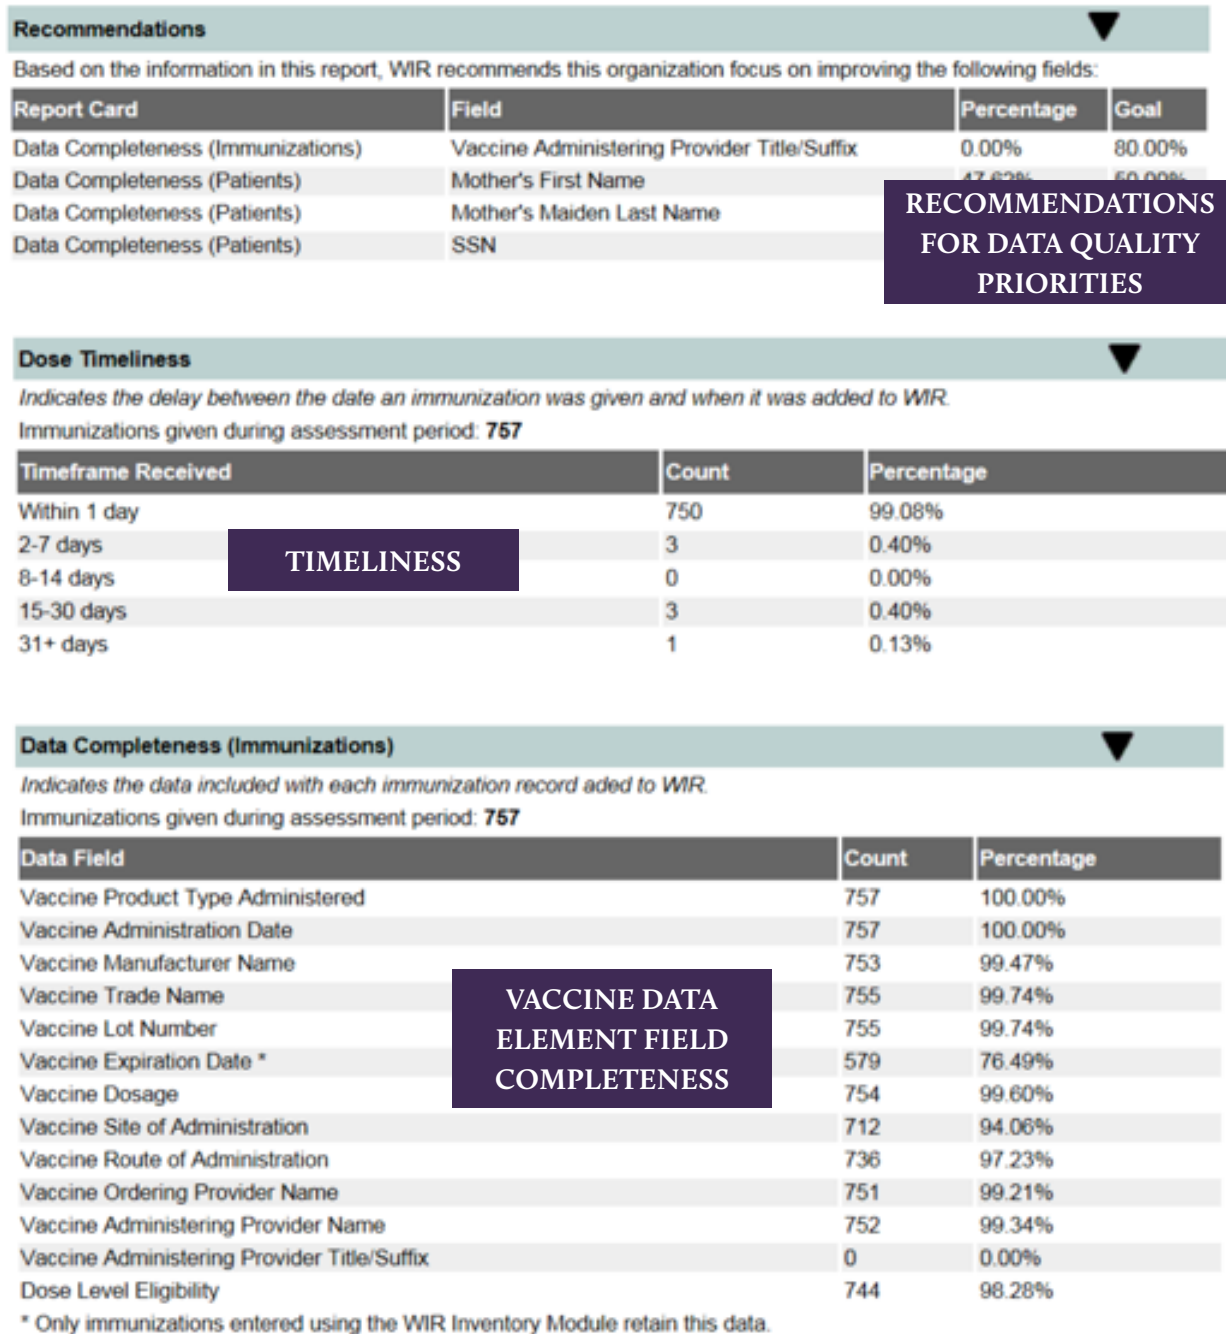 Recommendations
Based on the information in this report, WIR recommends this organization focus on improving the following fields:
Report Card Field Percentage Goal
Data Completeness (Immunizations) Vaccine Administering Provider Title/Suffix 0.00% 80.00%
Data Completeness (Patients) Mother's First Name 47.62% 50.00%
Data Completeness (Patients) Mother's Maiden Last Name
Data Completeness (Patients) SSN
RECOMMENDATIONS
FOR DATA QUALITY
PRIORITIES
Dose Timeliness
Indicates the delay between the date an immunization was given and when it was added to WIR.
Immunizations given during assessment period: 757
Timeframe Received Count Percentage
Within 1 day 750 99.08%
2-7 days 3 0.40%
8-14 days 0 0.00%
15-30 days 3 0.40%
31+ days 1 0.13%
TIMELINESS
Data Completeness (Immunizations)
Indicates the data included with each immunization record aded to WIR.
Immunizations given during assessment period: 757
Data Field Count Percentage
Vaccine Product Type Administered 757 100.00%
Vaccine Administration Date 757 100.00%
Vaccine Manufacturer Name 753 99.47%
Vaccine Trade Name 755 99.74%
Vaccine Lot Number 755 99.74%
Vaccine Expiration Date * 579 76.49%
Vaccine Dosage 754 99.60%
Vaccine Site of Administration 712 94.06%
Vaccine Route of Administration 736 97.23%
Vaccine Ordering Provider Name 751 99.21%
Vaccine Administering Provider Name 752 99.34%
Vaccine Administering Provider Title/Suffix 0 0.00%
Dose Level Eligibility 744 98.28%
VACCINE DATA
ELEMENT FIELD
COMPLETENESS
* Only immunizations entered using the WIR Inventory Module retain this data.